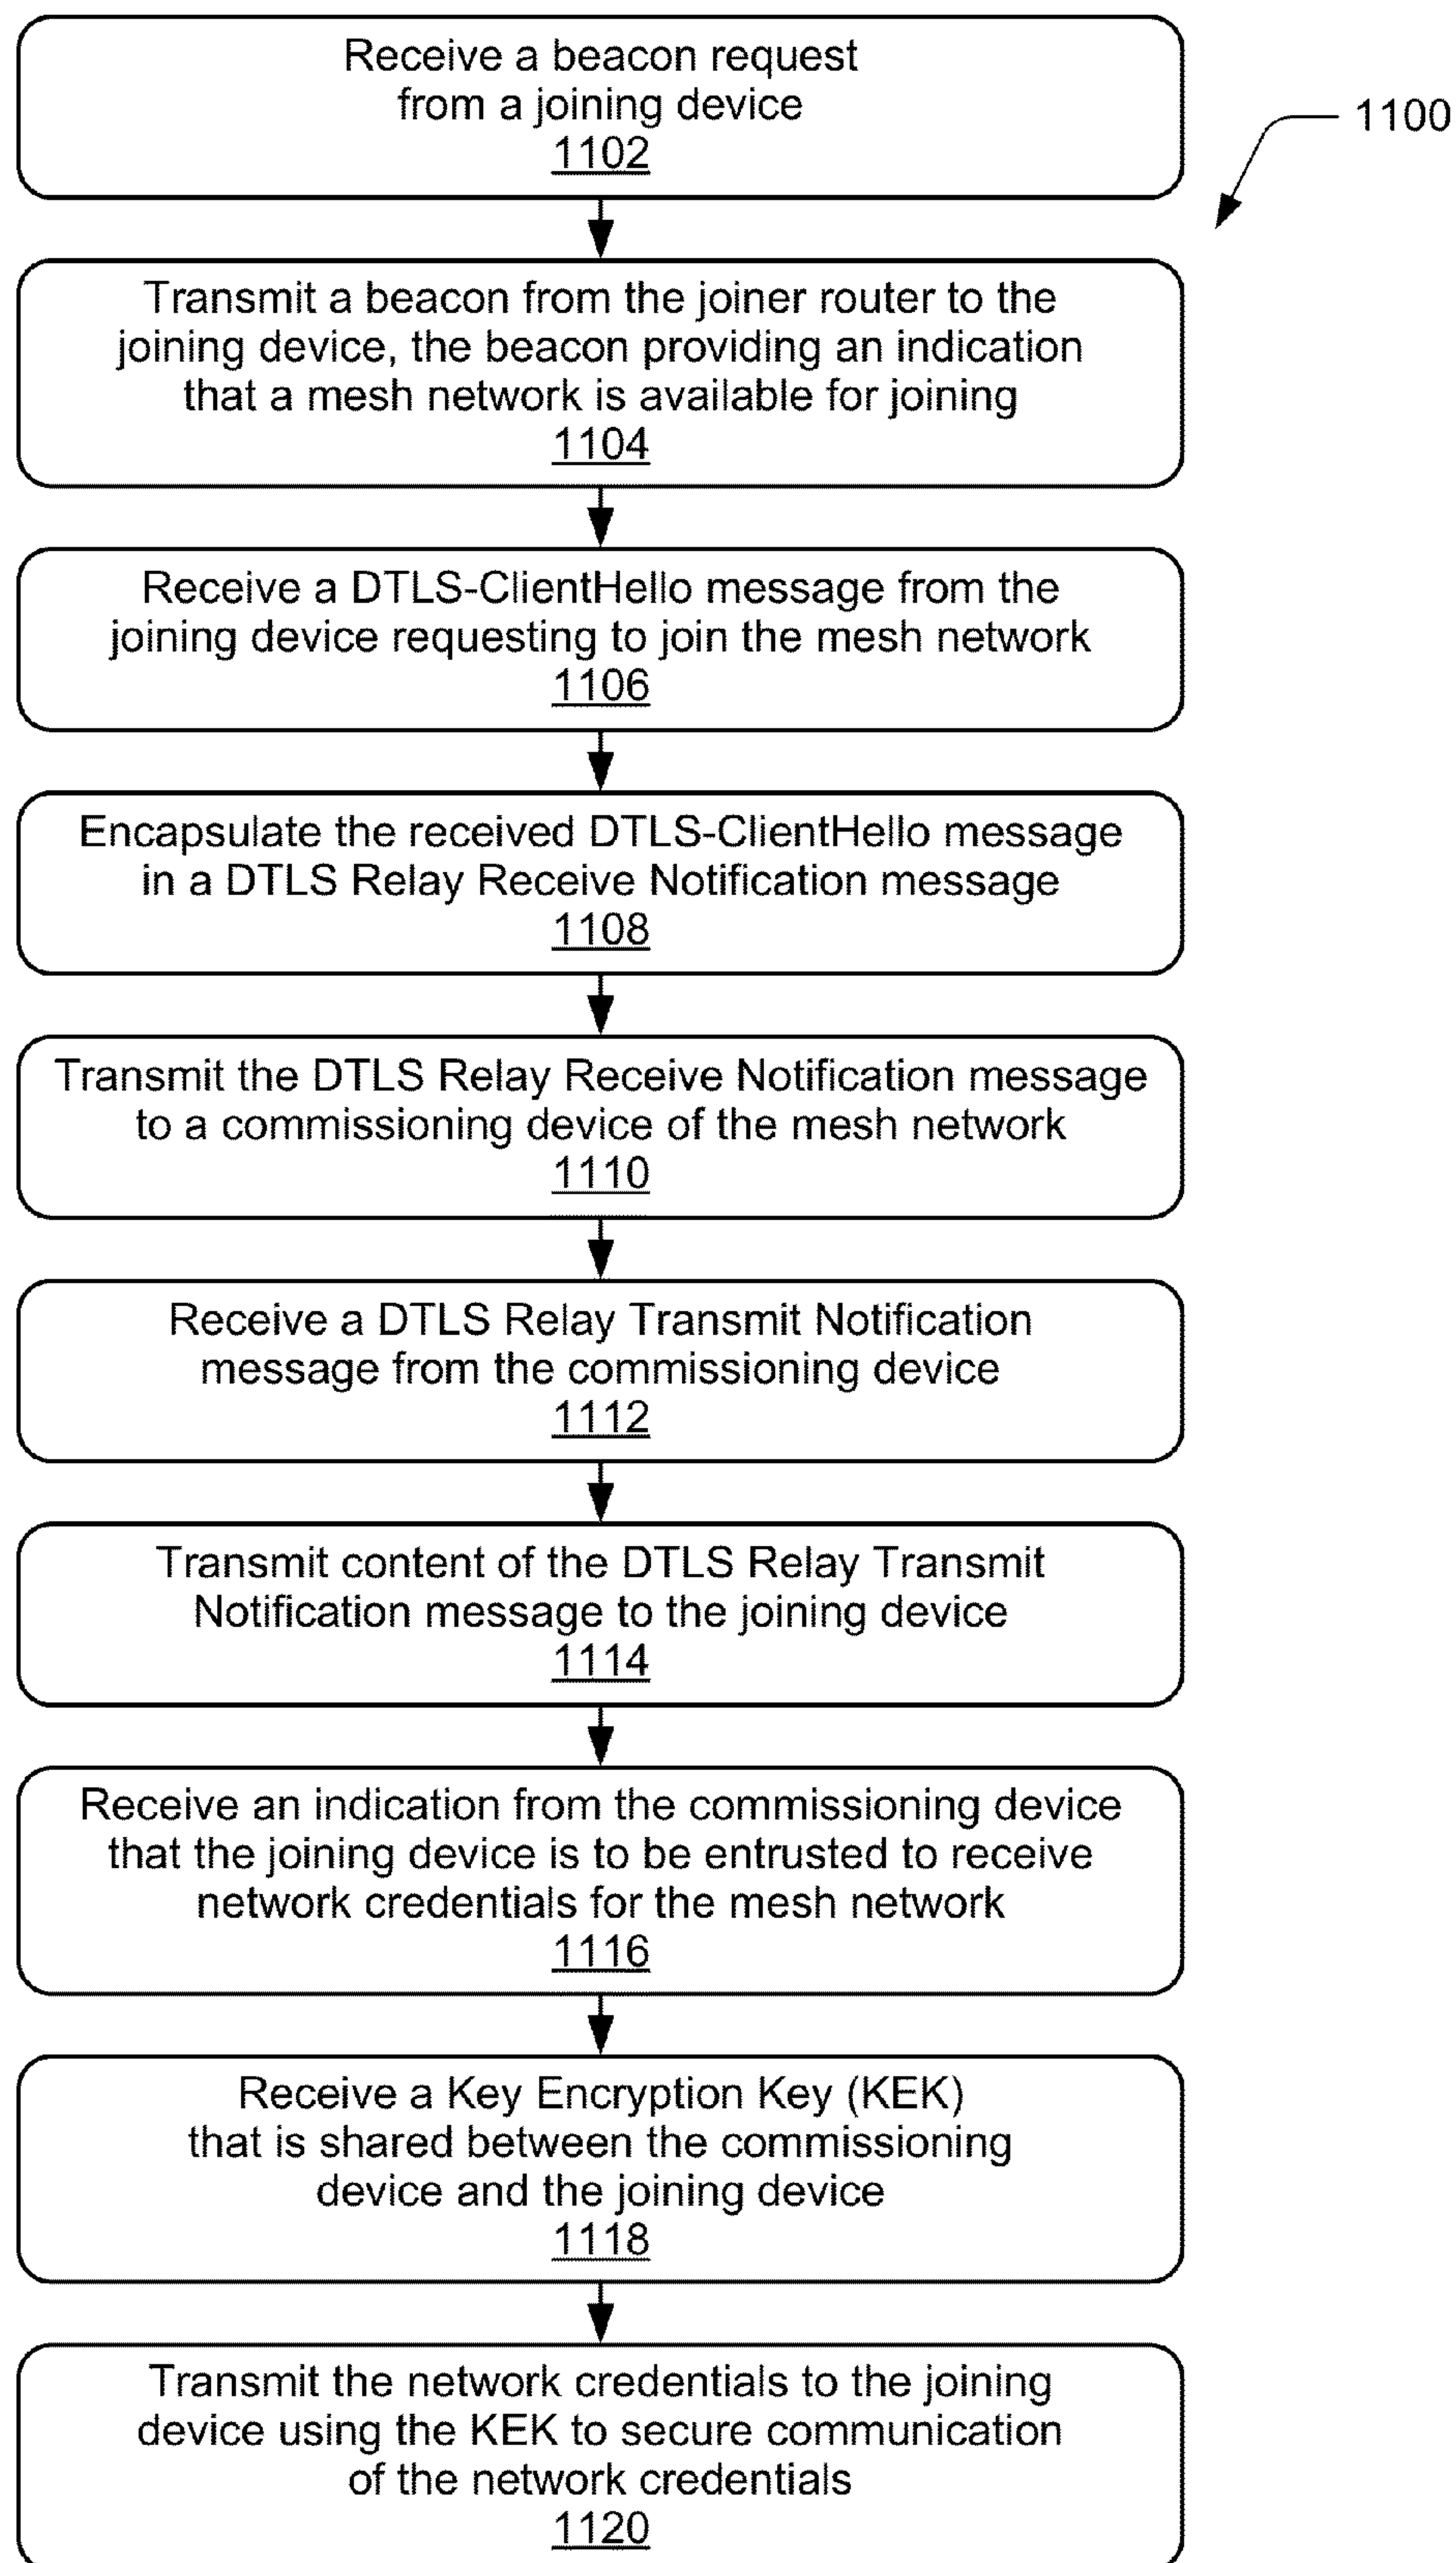 Receive a beacon request
from a joining device
1102
1100
Transmit a beacon from the joiner router to the
joining device, the beacon providing an indication
that a mesh network is available for joining
1104
Receive a DTLS-ClientHello message from the
joining device requesting to join the mesh network
1106
Encapsulate the received DTLS-ClientHello message
in a DTLS Relay Receive Notification message
1108
Transmit the DTLS Relay Receive Notification message
to a commissioning device of the mesh network
1110
Receive a DTLS Relay Transmit Notification
message from the commissioning device
1112
Transmit content of the DTLS Relay Transmit
Notification message to the joining device
1114
Receive an indication from the commissioning device
that the joining device is to be entrusted to receive
network credentials for the mesh network
1116
Receive a Key Encryption Key (KEK)
that is shared between the commissioning
device and the joining device
1118
Transmit the network credentials to the joining
device using the KEK to secure communication
of the network credentials
1120